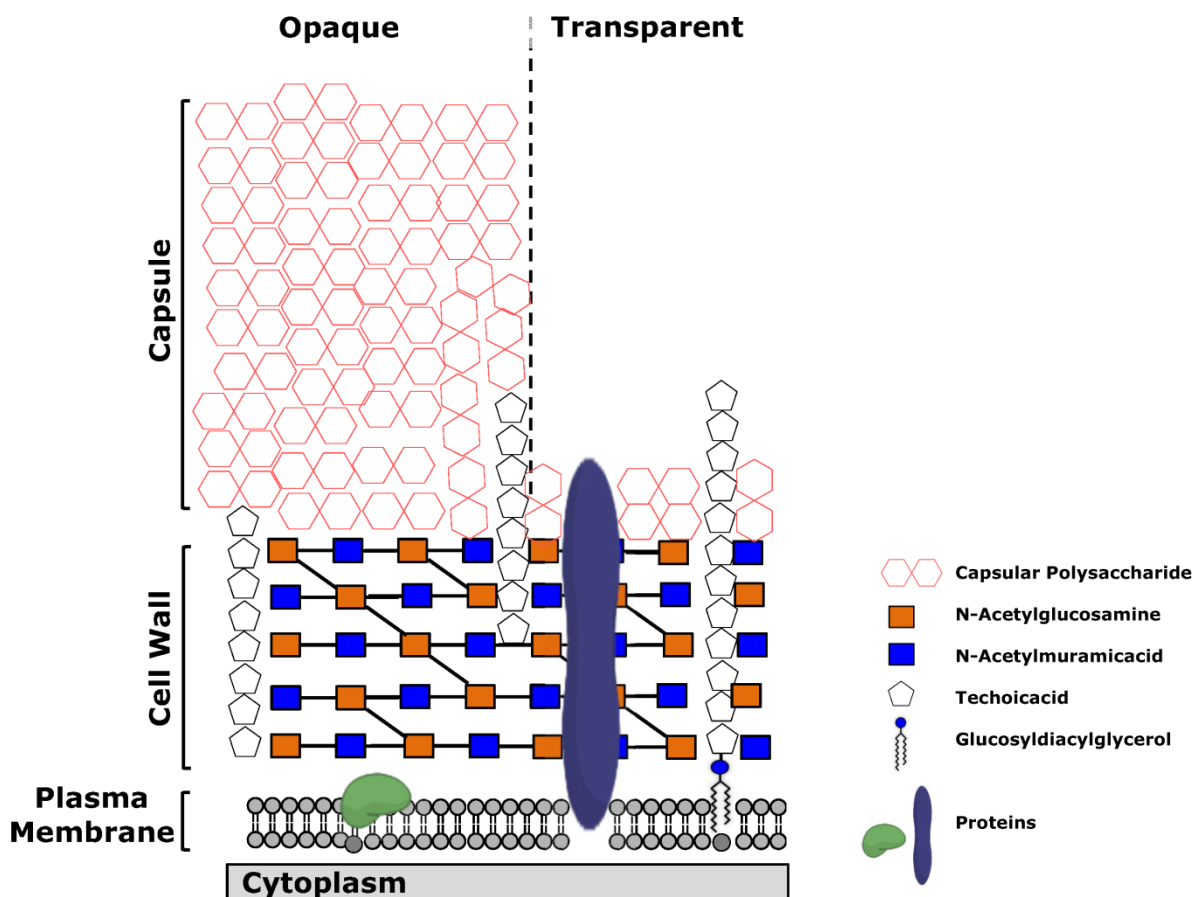 Opaque
Transparent
Capsule
Cell Wall
Plasma
Membrane
Cytoplasm
Capsular Polysaccharide
N-Acetylglucosamine
N-Acetylmuramicacid
Techoicacid
Glucosyldiacylglycerol
Proteins